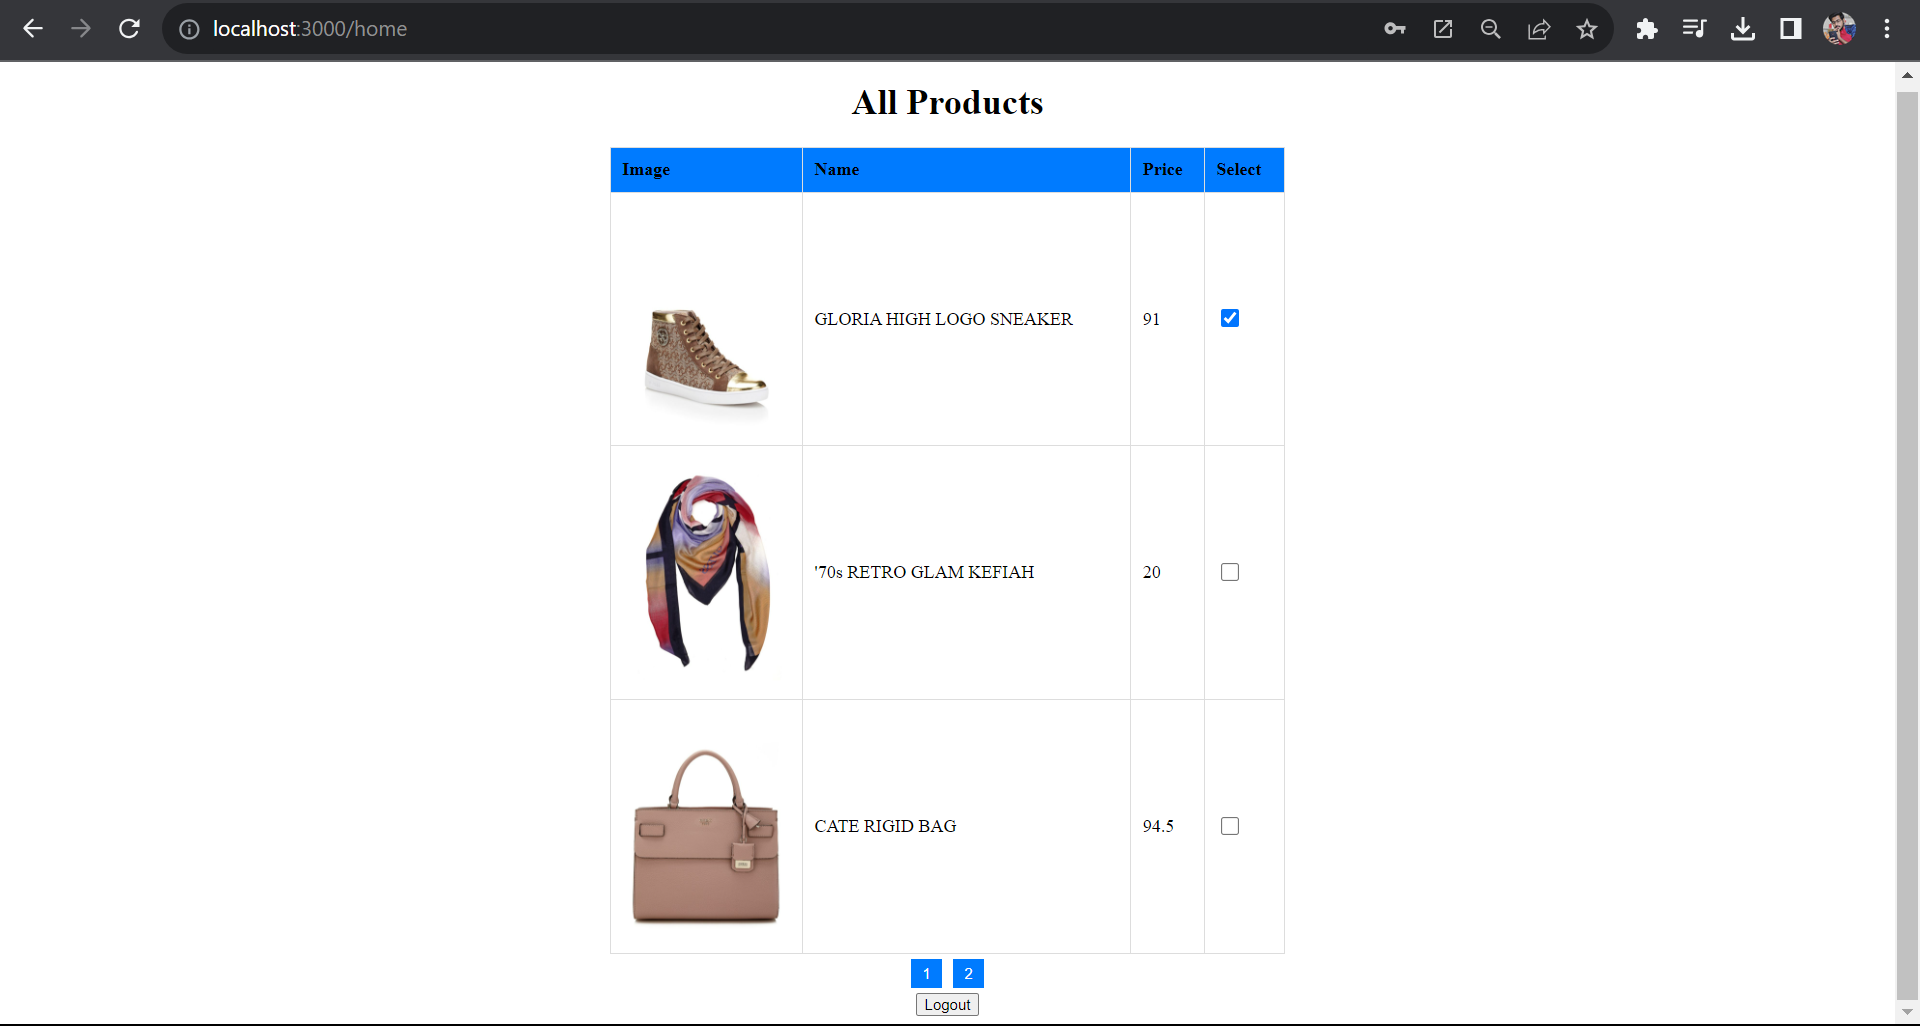 localhost:3000/home
All Products
Image Name Price Select
GLORIA HIGH LOGO SNEAKER 91
'70s RETRO GLAM KEFIAH 20
CATE RIGID BAG 94.5
1 2
Logout